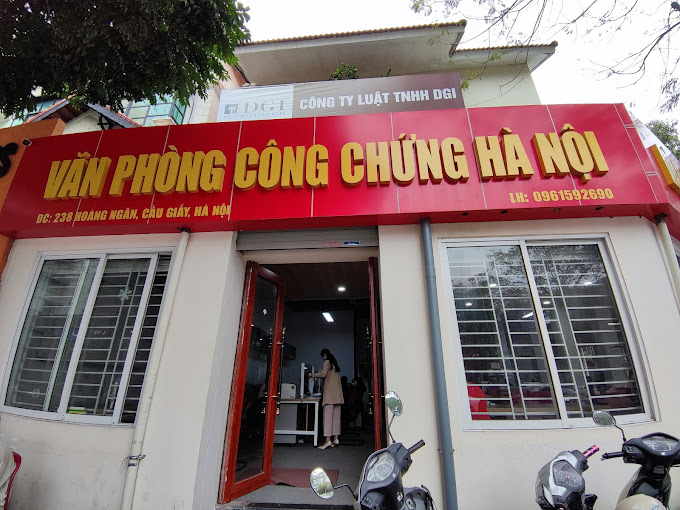 DGI CÔNG TY LUẬT TNHH DGI
VĂN PHÒNG CÔNG CHỨNG HÀ NỘI
ĐC: 238 HOÀNG NGÂN, CẦU GIẤY, HÀ NỘI
LH: 0961592690